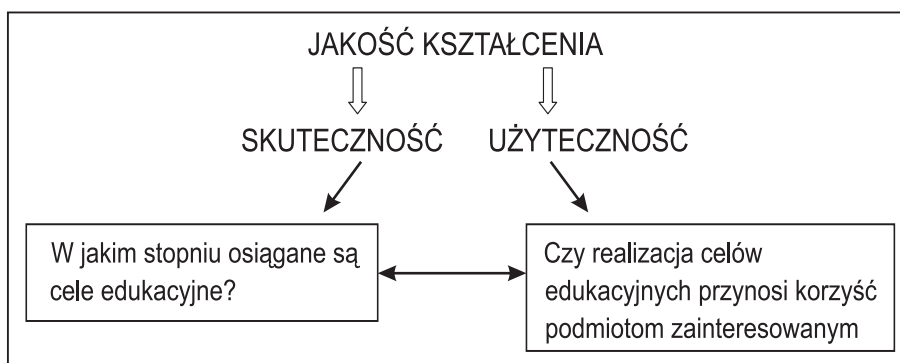 JAKOŚĆ KSZTAŁCENIA
SKUTECZNOŚĆ UŻYTECZNOŚĆ
W jakim stopniu osiągane są
cele edukacyjne?
Czy realizacja celów
edukacyjnych przynosi korzyść
podmiotom zainteresowanym